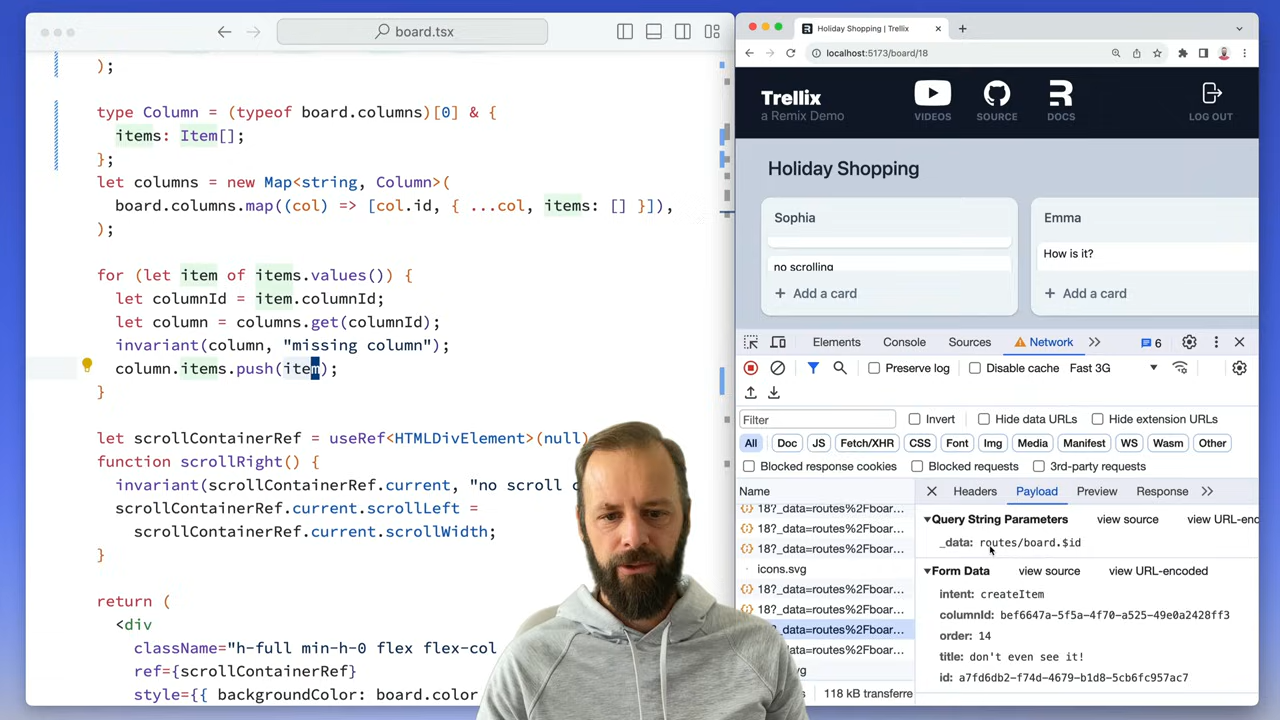 board.tsx
);
type Column = (typeof board.columns)[0] & {
items: Item[];
};
let columns = new Map<string, Column>(
board.columns.map((col) => [col.id, { ...col, items: [] }]),
);
for (let item of items.values()) {
let columnId = item.columnId;
let column = columns.get(columnId);
invariant(column, "missing column");
column.items.push(item);
}
let scrollContainerRef = useRef<HTMLDivElement>(null)
function scrollRight() {
invariant(scrollContainerRef.current, "no scroll
scrollContainerRef.current.scrollLeft =
scrollContainerRef.current.scrollWidth;
}
return (
<div
className="h-full min-h-0 flex flex-col
ref={scrollContainerRef}
style={{ backgroundColor: board.color
Holiday Shopping | Trellix
localhost:5173/board/18
Trellix
a Remix Demo
VIDEOS
SOURCE
DOCS
LOG OUT
Holiday Shopping
Sophia
no scrolling
+ Add a card
Emma
How is it?
+ Add a card
Elements Console Sources Network 6
Preserve log Disable cache Fast 3G
Filter Invert Hide data URLs Hide extension URLs
All Doc JS Fetch/XHR CSS Font Img Media Manifest WS Wasm Other
Blocked response cookies Blocked requests 3rd-party requests
Name
18?_data=routes%2Fboar...
18?_data=routes%2Fboar...
18?_data=routes%2Fboar...
icons.svg
18?_data=routes%2Fboar...
18?_data=routes%2Fboar...
?_data=routes%2Fboar...
?_data=routes%2Fboar...
118 kB transferre
Headers Payload Preview Response
Query String Parameters view source view URL-enc
_data: routes/board.$id
Form Data view source view URL-encoded
intent: createItem
columnId: bef6647a-5f5a-4f70-a525-49e0a2428ff3
order: 14
title: don't even see it!
id: a7fd6db2-f74d-4679-b1d8-5cb6fc957ac7